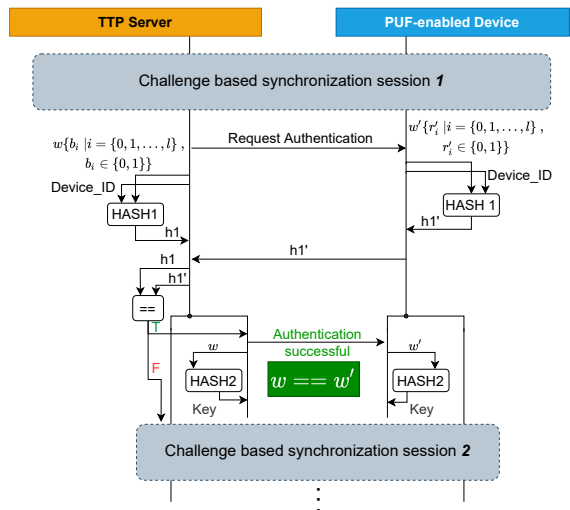 TTP Server
PUF-enabled Device
Challenge based synchronization session 1
w{b_i |i = {0, 1, . . . , l} ,
b_i ∈ {0, 1}}
Request Authentication
w'{r'_i |i = {0, 1, . . . , l} ,
r'_i ∈ {0, 1}}
Device_ID
Device_ID
HASH1
HASH 1
h1
h1'
h1'
h1
h1'
==
T
F
Authentication
successful
w
w'
w == w'
HASH2
HASH2
Key
Key
Challenge based synchronization session 2
⋮